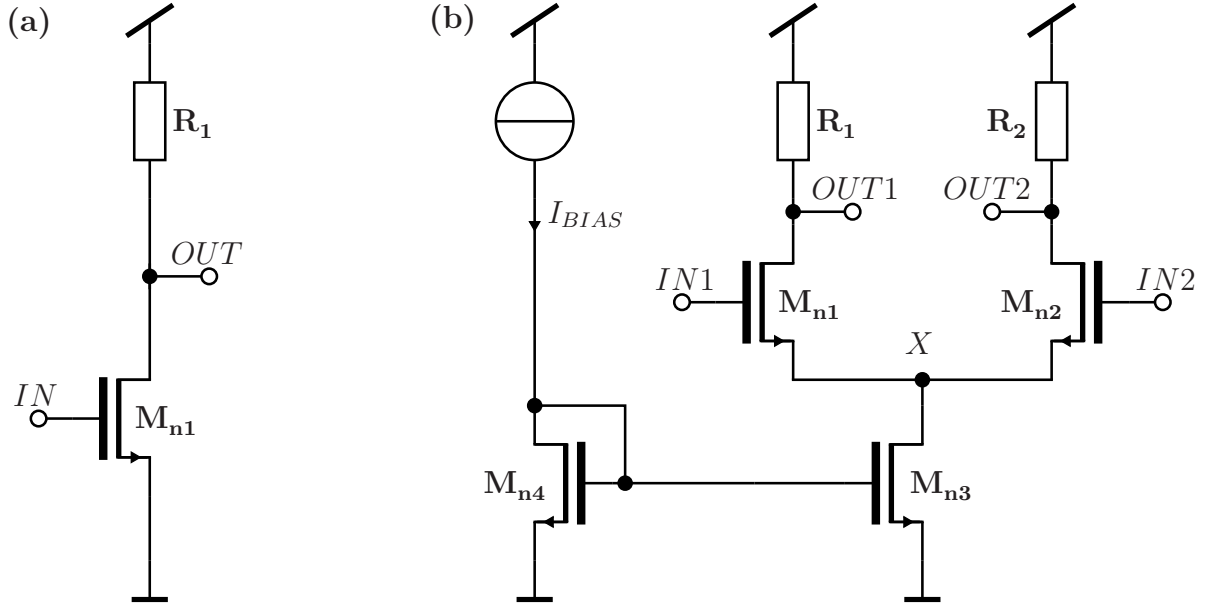 (a)
R1
OUT
IN
Mn1
(b)
IBIAS
R1
R2
OUT1
OUT2
IN1
Mn1
Mn2
IN2
X
Mn4
Mn3